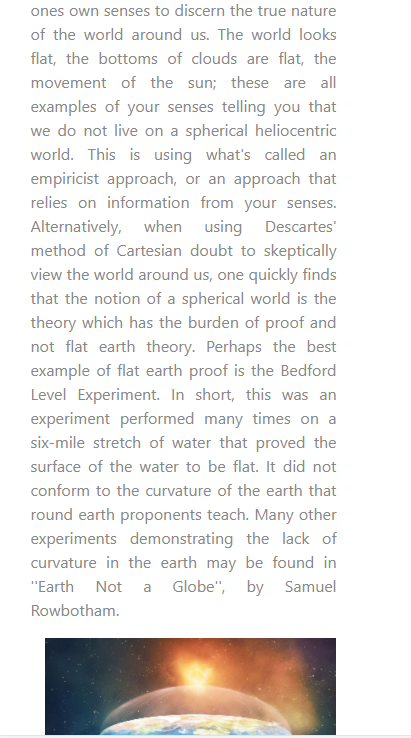 ones own senses to discern the true nature
of the world around us. The world looks
flat, the bottoms of clouds are flat, the
movement of the sun; these are all
examples of your senses telling you that
we do not live on a spherical heliocentric
world. This is using what's called an
empiricist approach, or an approach that
relies on information from your senses.
Alternatively, when using Descartes'
method of Cartesian doubt to skeptically
view the world around us, one quickly finds
that the notion of a spherical world is the
theory which has the burden of proof and
not flat earth theory. Perhaps the best
example of flat earth proof is the Bedford
Level Experiment. In short, this was an
experiment performed many times on a
six-mile stretch of water that proved the
surface of the water to be flat. It did not
conform to the curvature of the earth that
round earth proponents teach. Many other
experiments demonstrating the lack of
curvature in the earth may be found in
''Earth Not a Globe'', by Samuel
Rowbotham.